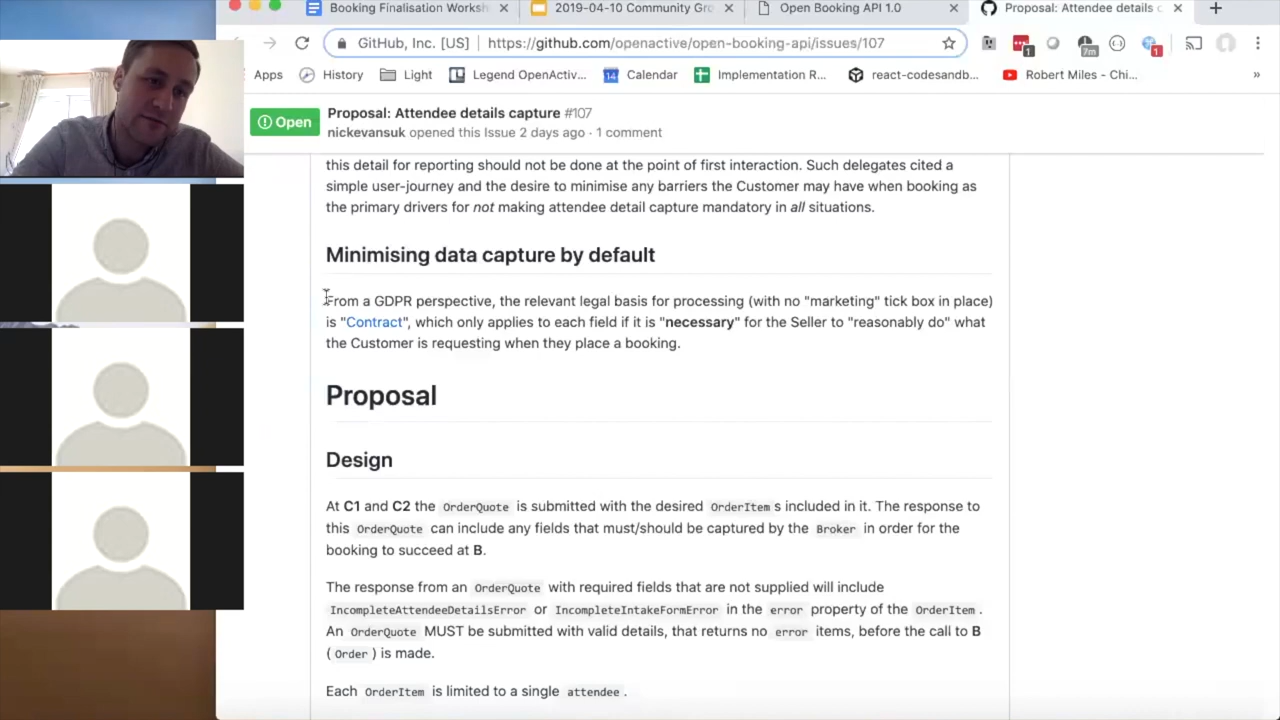 Booking Finalisation Worksh
2019-04-10 Community Gro
Open Booking API 1.0
Proposal: Attendee details c
GitHub, Inc. [US]
https://github.com/openactive/open-booking-api/issues/107
1
7m
1
Apps
History
Light
Legend OpenActiv...
14
Calendar
Implementation R...
react-codesandb...
Robert Miles - Chi...
»
Open
Proposal: Attendee details capture #107
nickevansuk opened this Issue 2 days ago · 1 comment
this detail for reporting should not be done at the point of first interaction. Such delegates cited a
simple user-journey and the desire to minimise any barriers the Customer may have when booking as
the primary drivers for not making attendee detail capture mandatory in all situations.
Minimising data capture by default
From a GDPR perspective, the relevant legal basis for processing (with no "marketing" tick box in place)
is "Contract", which only applies to each field if it is "necessary" for the Seller to "reasonably do" what
the Customer is requesting when they place a booking.
Proposal
Design
At C1 and C2 the OrderQuote is submitted with the desired OrderItem s included in it. The response to
this OrderQuote can include any fields that must/should be captured by the Broker in order for the
booking to succeed at B.
The response from an OrderQuote with required fields that are not supplied will include
IncompleteAttendeeDetailsError or IncompleteIntakeFormError in the error property of the OrderItem .
An OrderQuote MUST be submitted with valid details, that returns no error items, before the call to B
( Order ) is made.
Each OrderItem is limited to a single attendee .